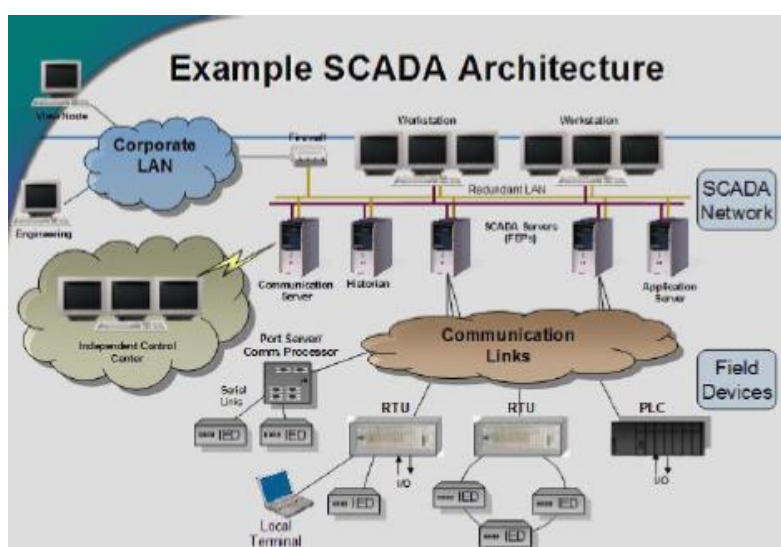 Example SCADA Architecture
View Node
Corporate
LAN
Firewall
Workstation
Workstation
Engineering
Redundant LAN
SCADA
Network
Communication
Server
Historian
SCADA Servers
(FEPs)
Application
Server
Independent Control
Center
Port Server/
Comm. Processor
Communication
Links
Field
Devices
Serial
Links
IED
IED
RTU
RTU
PLC
I/O
I/O
IED
IED
IED
IED
Local
Terminal